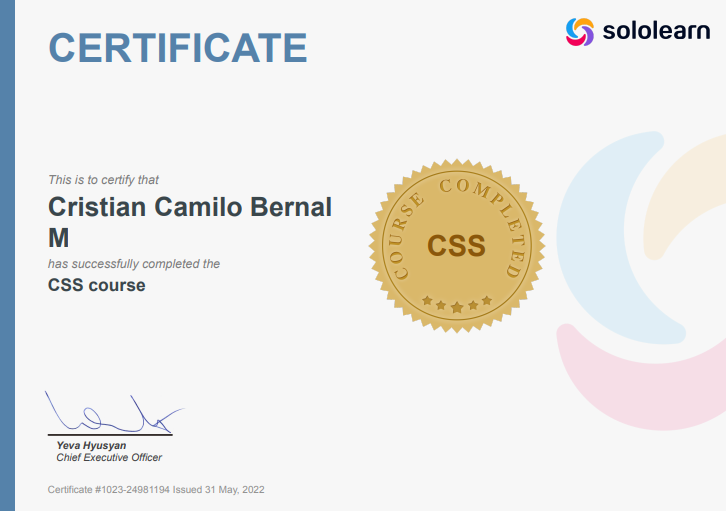 CERTIFICATE
sololearn
This is to certify that
Cristian Camilo Bernal
M
has successfully completed the
CSS course
COURSE COMPLETED
CSS
Yeva Hyusyan
Chief Executive Officer
Certificate #1023-24981194 Issued 31 May, 2022